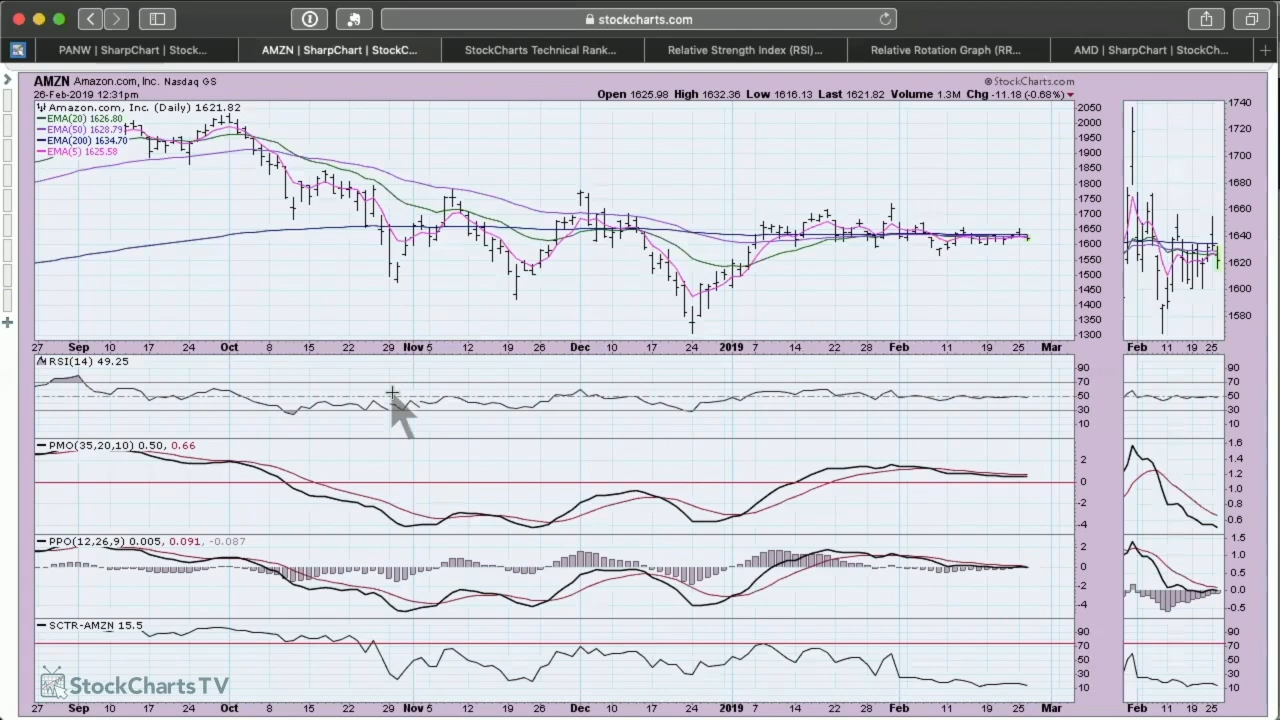 stockcharts.com
PANW | SharpChart | Stock...
AMZN | SharpChart | StockC...
StockCharts Technical Rank...
Relative Strength Index (RSI)...
Relative Rotation Graph (RR...
AMD | SharpChart | StockCh...
AMZN Amazon.com, Inc. Nasdaq GS
® StockCharts.com
26-Feb-2019 12:31pm
Open 1625.98 High 1632.36 Low 1616.13 Last 1621.82 Volume 1.3M Chg -11.18 (-0.68%)
Amazon.com, Inc. (Daily) 1621.82
EMA(20) 1626.80
EMA(50) 1628.79
EMA(200) 1634.70
EMA(5) 1625.58
2050
2000
1950
1900
1850
1800
1750
1700
1650
1600
1550
1500
1450
1400
1350
1300
1740
1720
1700
1680
1660
1640
1620
1600
1580
27 Sep 10 17 24 Oct 8 15 22 29 Nov 5 12 19 26 Dec 10 17 24 2019 7 14 22 28 Feb 11 19 25 Mar
Feb 11 19 25
RSI(14) 49.25
90
70
50
30
10
90
70
50
30
10
PMO(35,20,10) 0.50, 0.66
2
0
-2
-4
1.6
1.4
1.2
1.0
0.8
0.6
PPO(12,26,9) 0.005, 0.091, -0.087
2
0
-2
-4
1.5
1.0
0.5
0.0
-0.5
SCTR-AMZN 15.5
90
70
50
30
10
90
70
50
30
10
StockChartsTV
Sep 10 17 24 Oct 8 15 22 29 Nov 5 12 19 26 Dec 10 17 24 2019 7 14 22 28 Feb 11 19 25 Mar
Feb 11 19 25